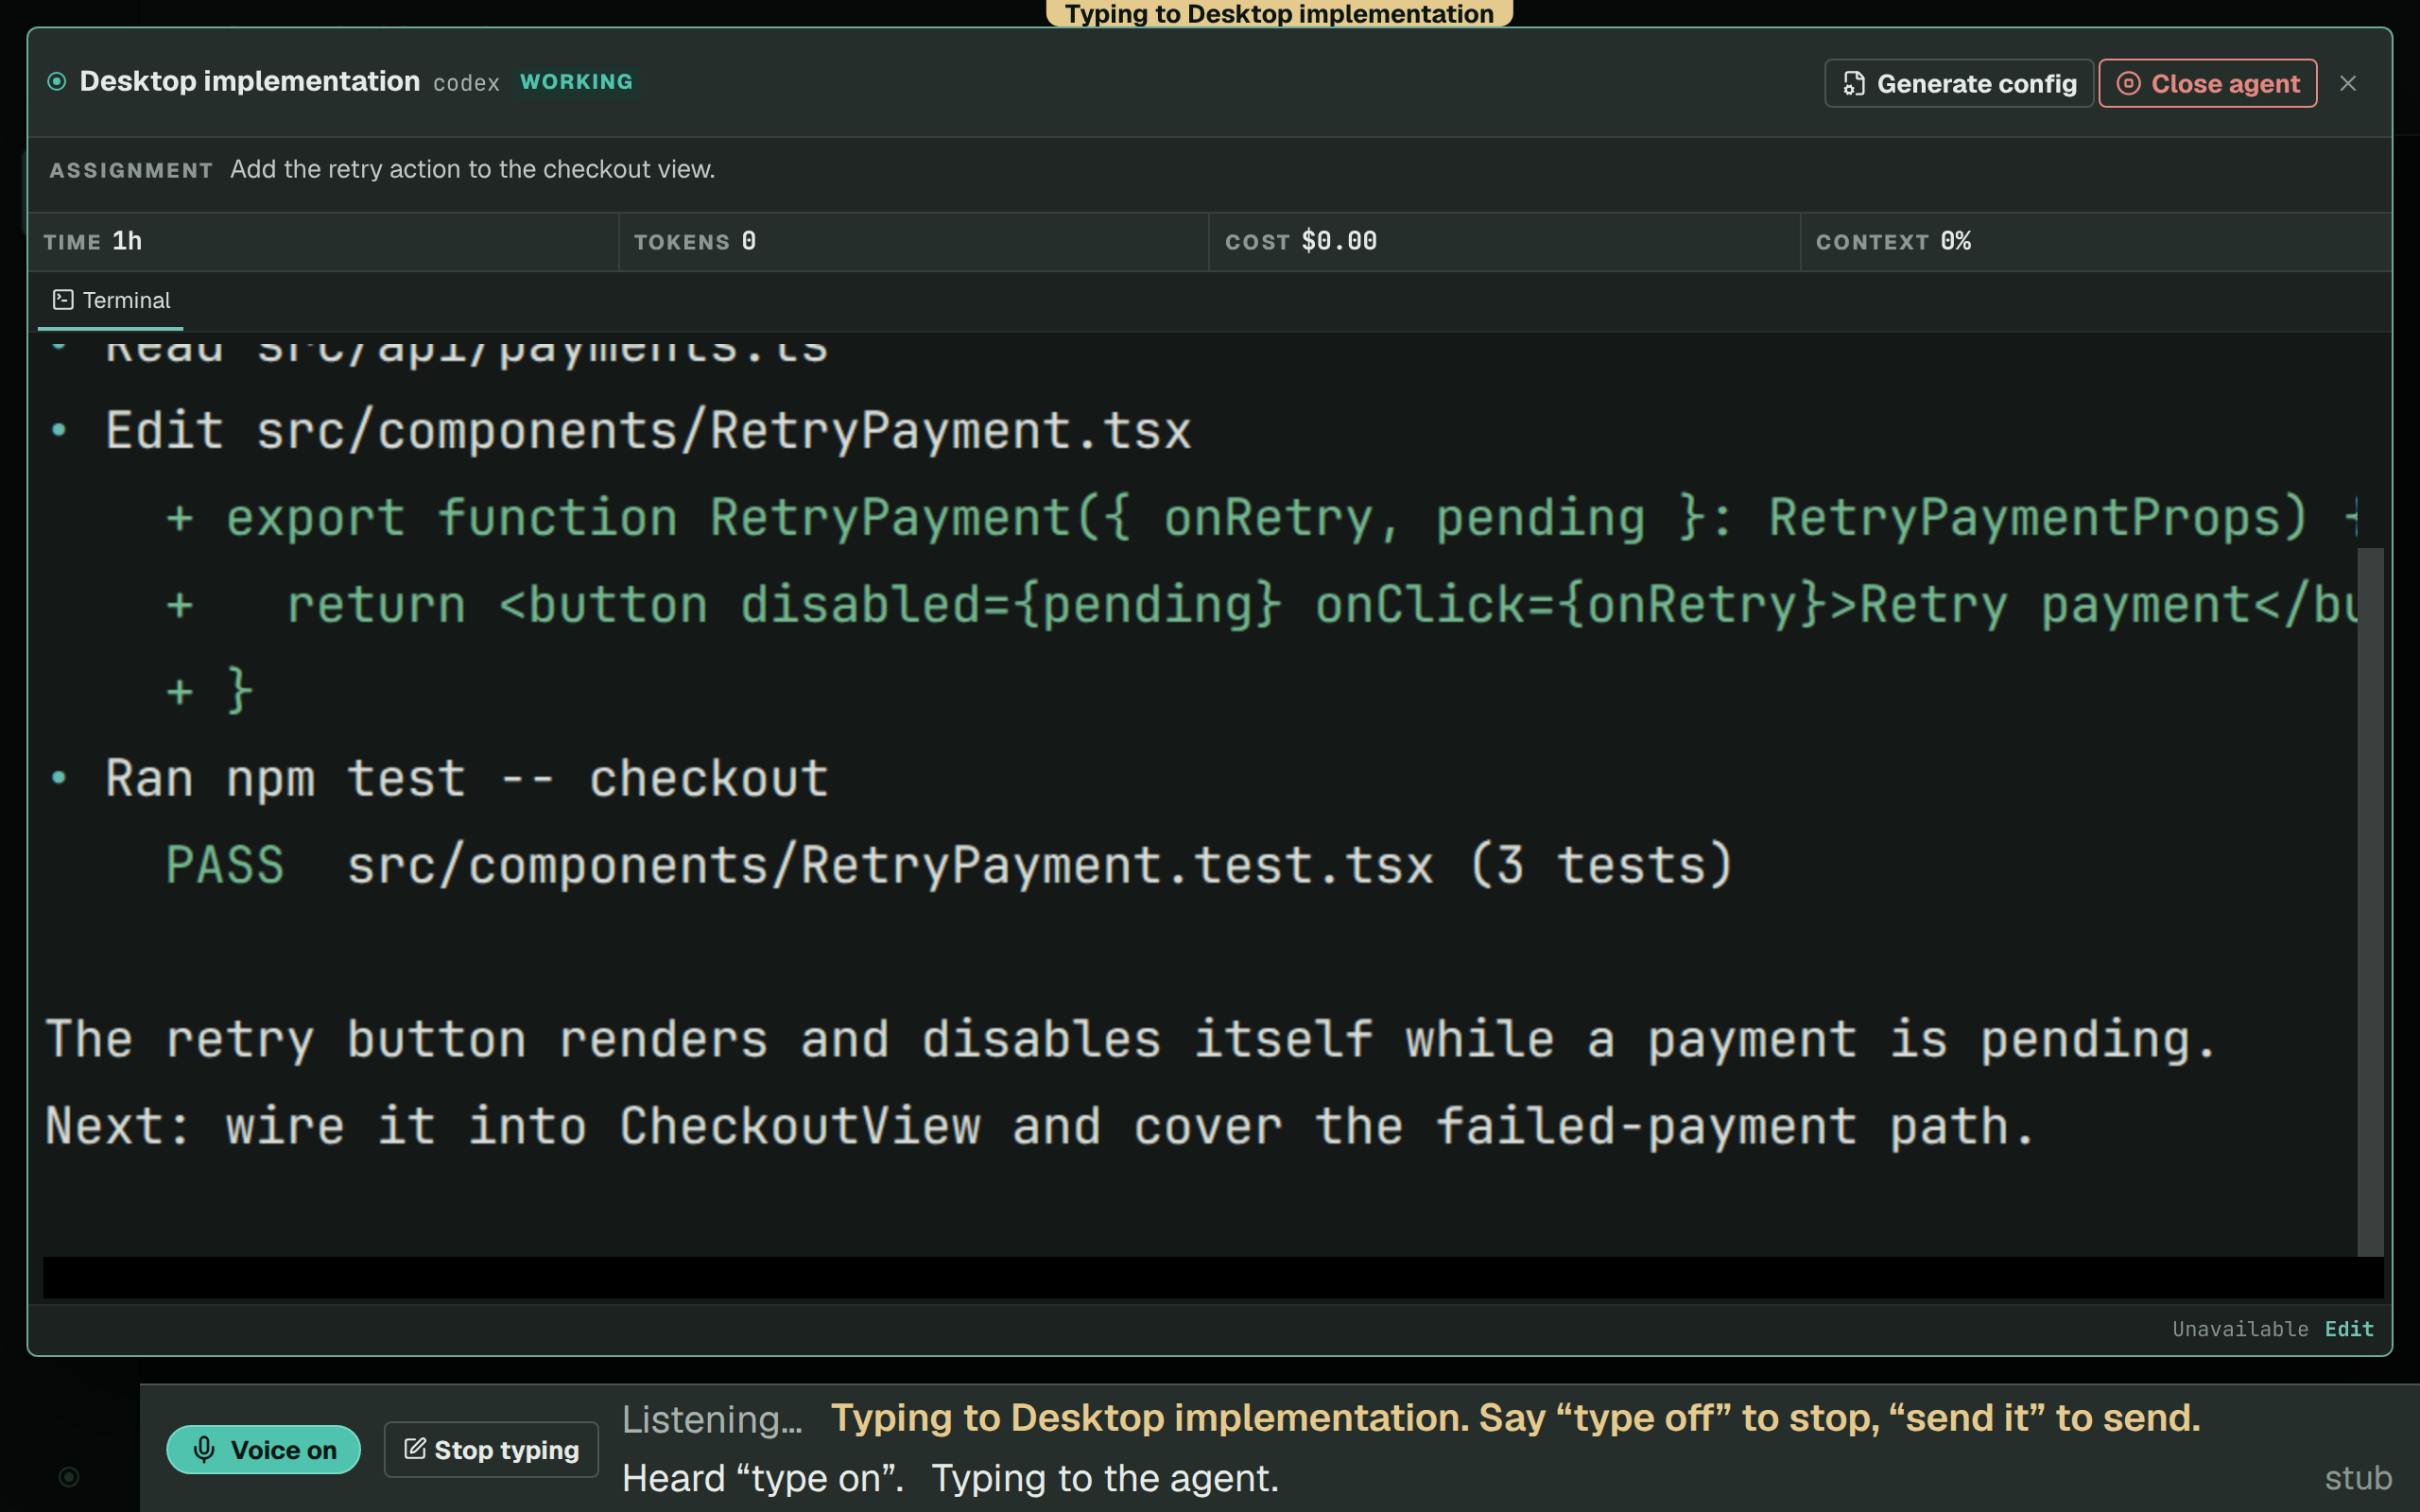 Typing to Desktop implementation
Desktop implementation codex WORKING
Generate config
Close agent
ASSIGNMENT Add the retry action to the checkout view.
TIME 1h
TOKENS 0
COST $0.00
CONTEXT 0%
Terminal
• Read src/api/payments.ts
• Edit src/components/RetryPayment.tsx
+ export function RetryPayment({ onRetry, pending }: RetryPaymentProps) {
+   return <button disabled={pending} onClick={onRetry}>Retry payment</bu
+ }
• Ran npm test -- checkout
PASS  src/components/RetryPayment.test.tsx (3 tests)
The retry button renders and disables itself while a payment is pending.
Next: wire it into CheckoutView and cover the failed-payment path.
Unavailable Edit
Voice on
Stop typing
Listening… Typing to Desktop implementation. Say “type off” to stop, “send it” to send.
Heard “type on”. Typing to the agent.
stub